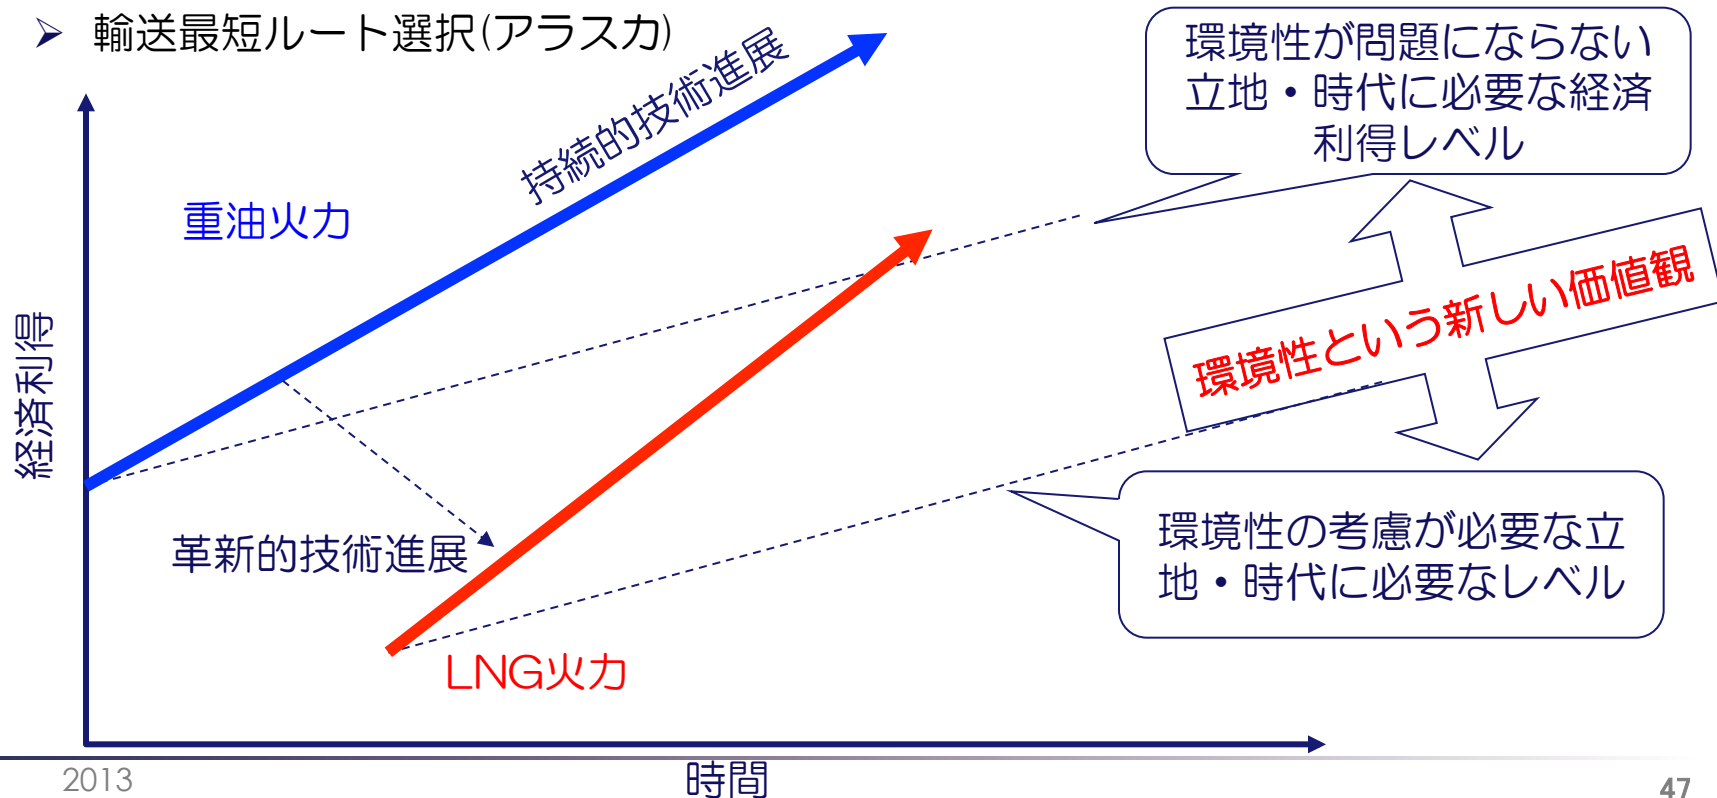 ➢ 輸送最短ルート選択(アラスカ)
環境性が問題にならない
立地・時代に必要な経済
利得レベル
持続的技術進展
重油火力
環境性という新しい価値観
経済利得
革新的技術進展
環境性の考慮が必要な立
地・時代に必要なレベル
LNG火力
2013
時間
47